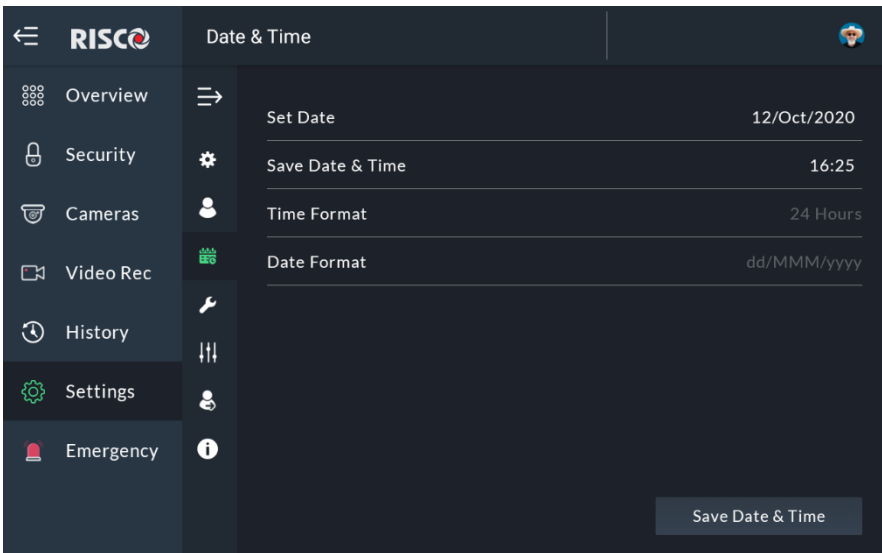 RISCO
Date & Time
Overview
Security
Cameras
Video Rec
History
Settings
Emergency
Set Date 12/Oct/2020
Save Date & Time 16:25
Time Format 24 Hours
Date Format dd/MMM/yyyy
Save Date & Time